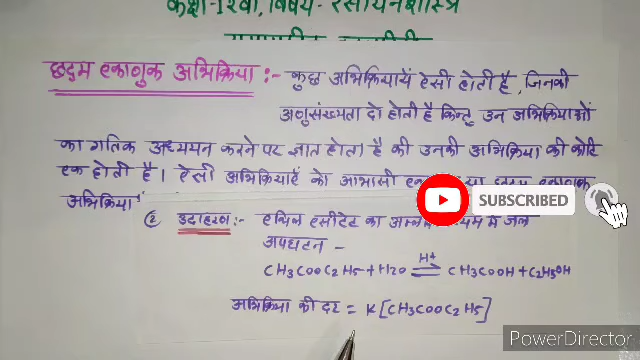 कक्षा-12वीं, विषय-रसायनशास्त्र
छद्म एकाणुक अभिक्रिया :- कुछ अभिक्रियायें ऐसी होती है, जिनकी
अणुसंख्यता दो होती है किन्तु उन अभिक्रियाओं
का गतिक अध्ययन करने पर ज्ञात होता है की उनकी अभिक्रिया की कोटि
एक होती है। ऐसी अभिक्रियाएँ को आभासी
अभिक्रिया
SUBSCRIBED
उदाहरण :- एथिल एसीटेट का जल
अपघटन -
CH3COOC2H5 + H2O ⇌ CH3COOH + C2H5OH
H+
अभिक्रिया की दर = K [CH3COOC2H5]
PowerDirector